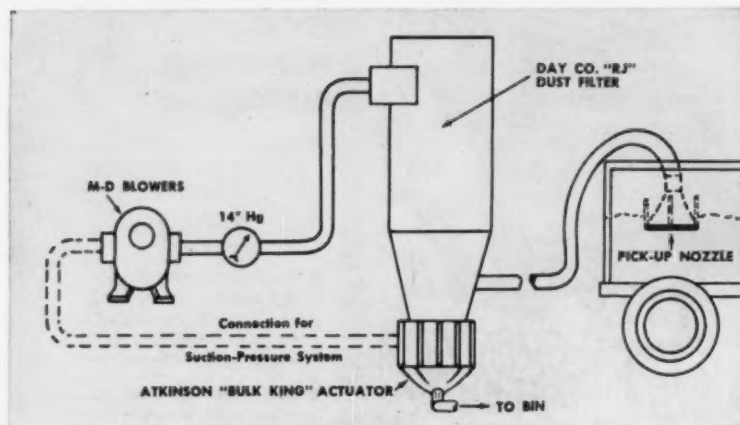 DAY CO. "RJ"
DUST FILTER
M-D BLOWERS
14" Hg
PICK-UP NOZZLE
Connection for
Suction-Pressure System
ATKINSON "BULK KING" ACTUATOR
TO BIN